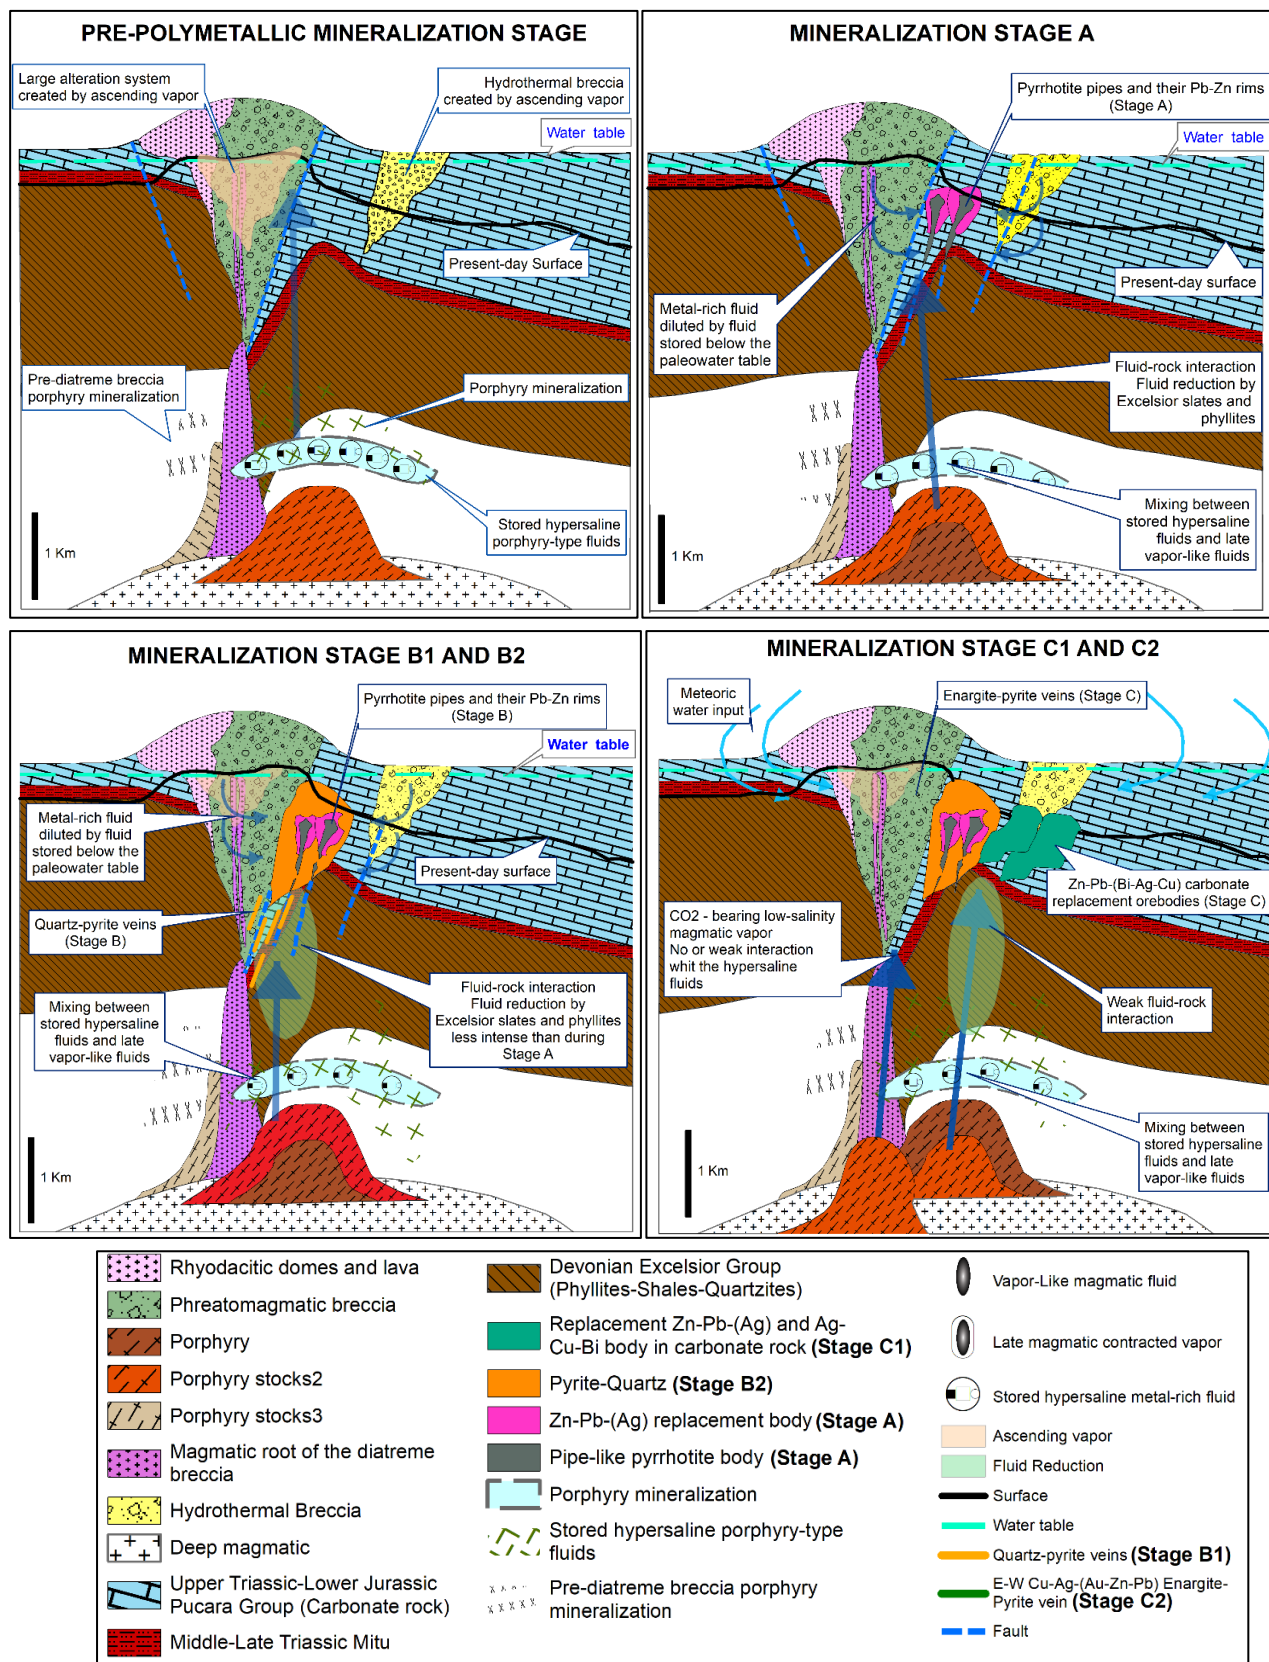 PRE-POLYMETALLIC MINERALIZATION STAGE
Large alteration system
created by ascending vapor
Hydrothermal breccia
created by ascending vapor
Water table
Present-day Surface
Pre-diatreme breccia
porphyry mineralization
Porphyry mineralization
Stored hypersaline
porphyry-type fluids
1 Km
MINERALIZATION STAGE A
Pyrrhotite pipes and their Pb-Zn rims
(Stage A)
Water table
Present-day surface
Metal-rich fluid
diluted by fluid
stored below the
paleowater table
Fluid-rock interaction
Fluid reduction by
Excelsior slates and
phyllites
Mixing between
stored hypersaline
fluids and late
vapor-like fluids
1 Km
MINERALIZATION STAGE B1 AND B2
Pyrrhotite pipes and their Pb-Zn rims
(Stage B)
Water table
Metal-rich fluid
diluted by fluid
stored below the
paleowater table
Present-day surface
Quartz-pyrite veins
(Stage B)
Mixing between
stored hypersaline
fluids and late
vapor-like fluids
Fluid-rock interaction
Fluid reduction by
Excelsior slates and phyllites
less intense than during
Stage A
1 Km
MINERALIZATION STAGE C1 AND C2
Meteoric
water input
Enargite-pyrite veins (Stage C)
Zn-Pb-(Bi-Ag-Cu) carbonate
replacement orebodies (Stage C)
CO2 - bearing low-salinity
magmatic vapor
No or weak interaction
whit the hypersaline
fluids
Weak fluid-rock
interaction
Mixing between
stored hypersaline
fluids and late
vapor-like fluids
1 Km
Rhyodacitic domes and lava
Phreatomagmatic breccia
Porphyry
Porphyry stocks2
Porphyry stocks3
Magmatic root of the diatreme
breccia
Hydrothermal Breccia
Deep magmatic
Upper Triassic-Lower Jurassic
Pucara Group (Carbonate rock)
Middle-Late Triassic Mitu
Devonian Excelsior Group
(Phyllites-Shales-Quartzites)
Replacement Zn-Pb-(Ag) and Ag-
Cu-Bi body in carbonate rock (Stage C1)
Pyrite-Quartz (Stage B2)
Zn-Pb-(Ag) replacement body (Stage A)
Pipe-like pyrrhotite body (Stage A)
Porphyry mineralization
Stored hypersaline porphyry-type
fluids
Pre-diatreme breccia porphyry
mineralization
Vapor-Like magmatic fluid
Late magmatic contracted vapor
Stored hypersaline metal-rich fluid
Ascending vapor
Fluid Reduction
Surface
Water table
Quartz-pyrite veins (Stage B1)
E-W Cu-Ag-(Au-Zn-Pb) Enargite-
Pyrite vein (Stage C2)
Fault